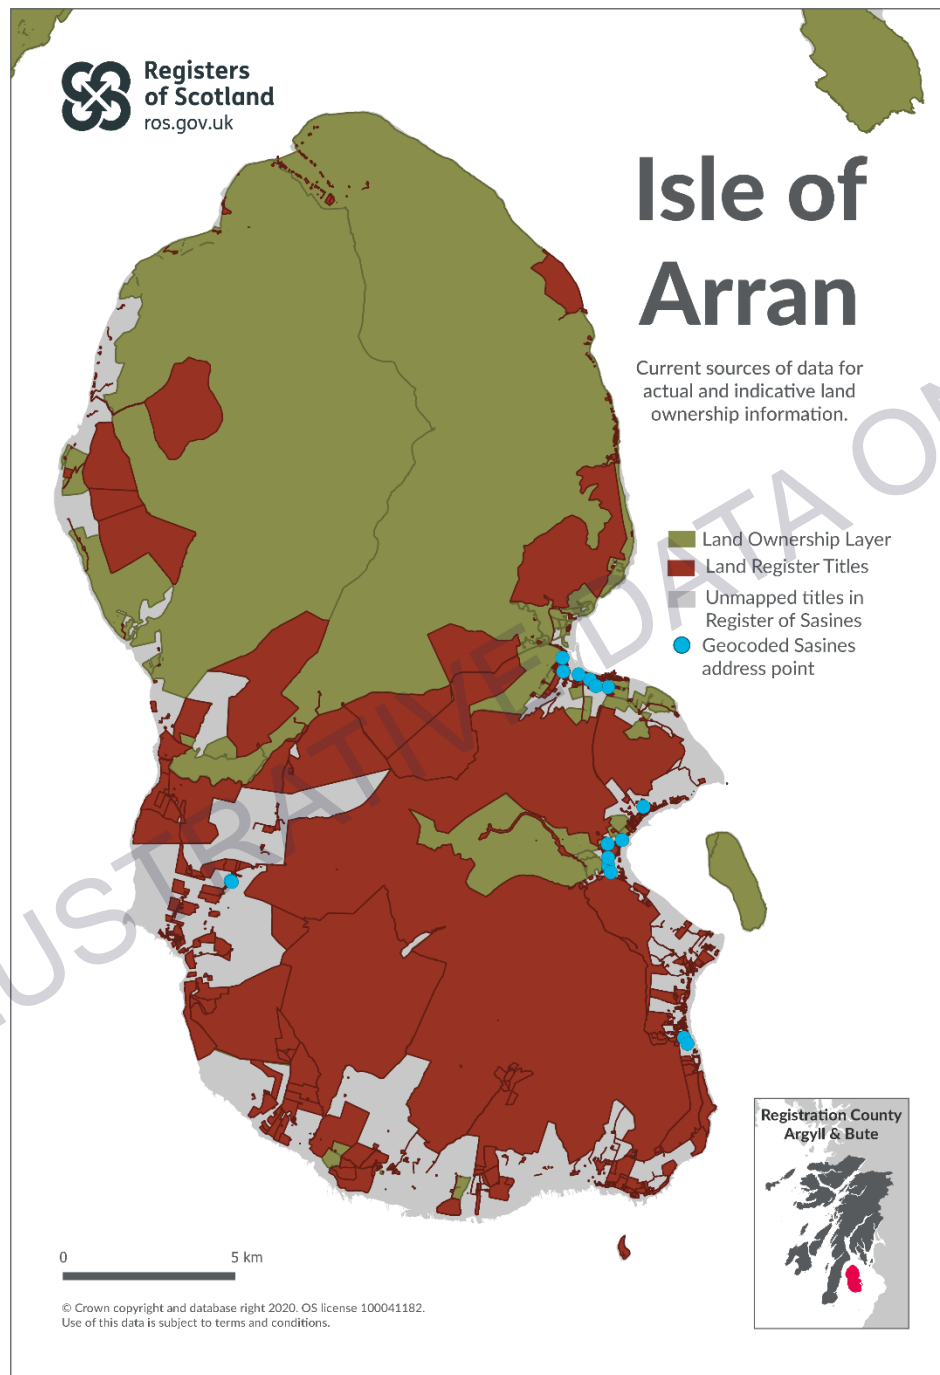 Registers
of Scotland
ros.gov.uk
Isle of
Arran
Current sources of data for
actual and indicative land
ownership information.
Land Ownership Layer
Land Register Titles
Unmapped titles in
Register of Sasines
Geocoded Sasines
address point
USTRATIVE DATA ON
Registration County
Argyll & Bute
0 5 km
© Crown copyright and database right 2020. OS license 100041182.
Use of this data is subject to terms and conditions.